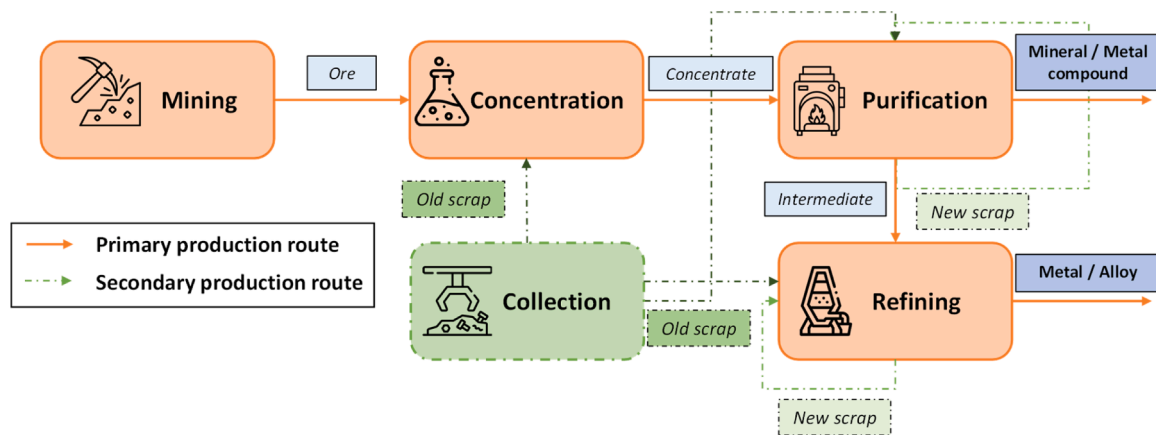 Mining
Ore
Concentration
Concentrate
Purification
Mineral / Metal
compound
Old scrap
Intermediate
New scrap
Primary production route
Secondary production route
Collection
Old scrap
Refining
Metal / Alloy
New scrap